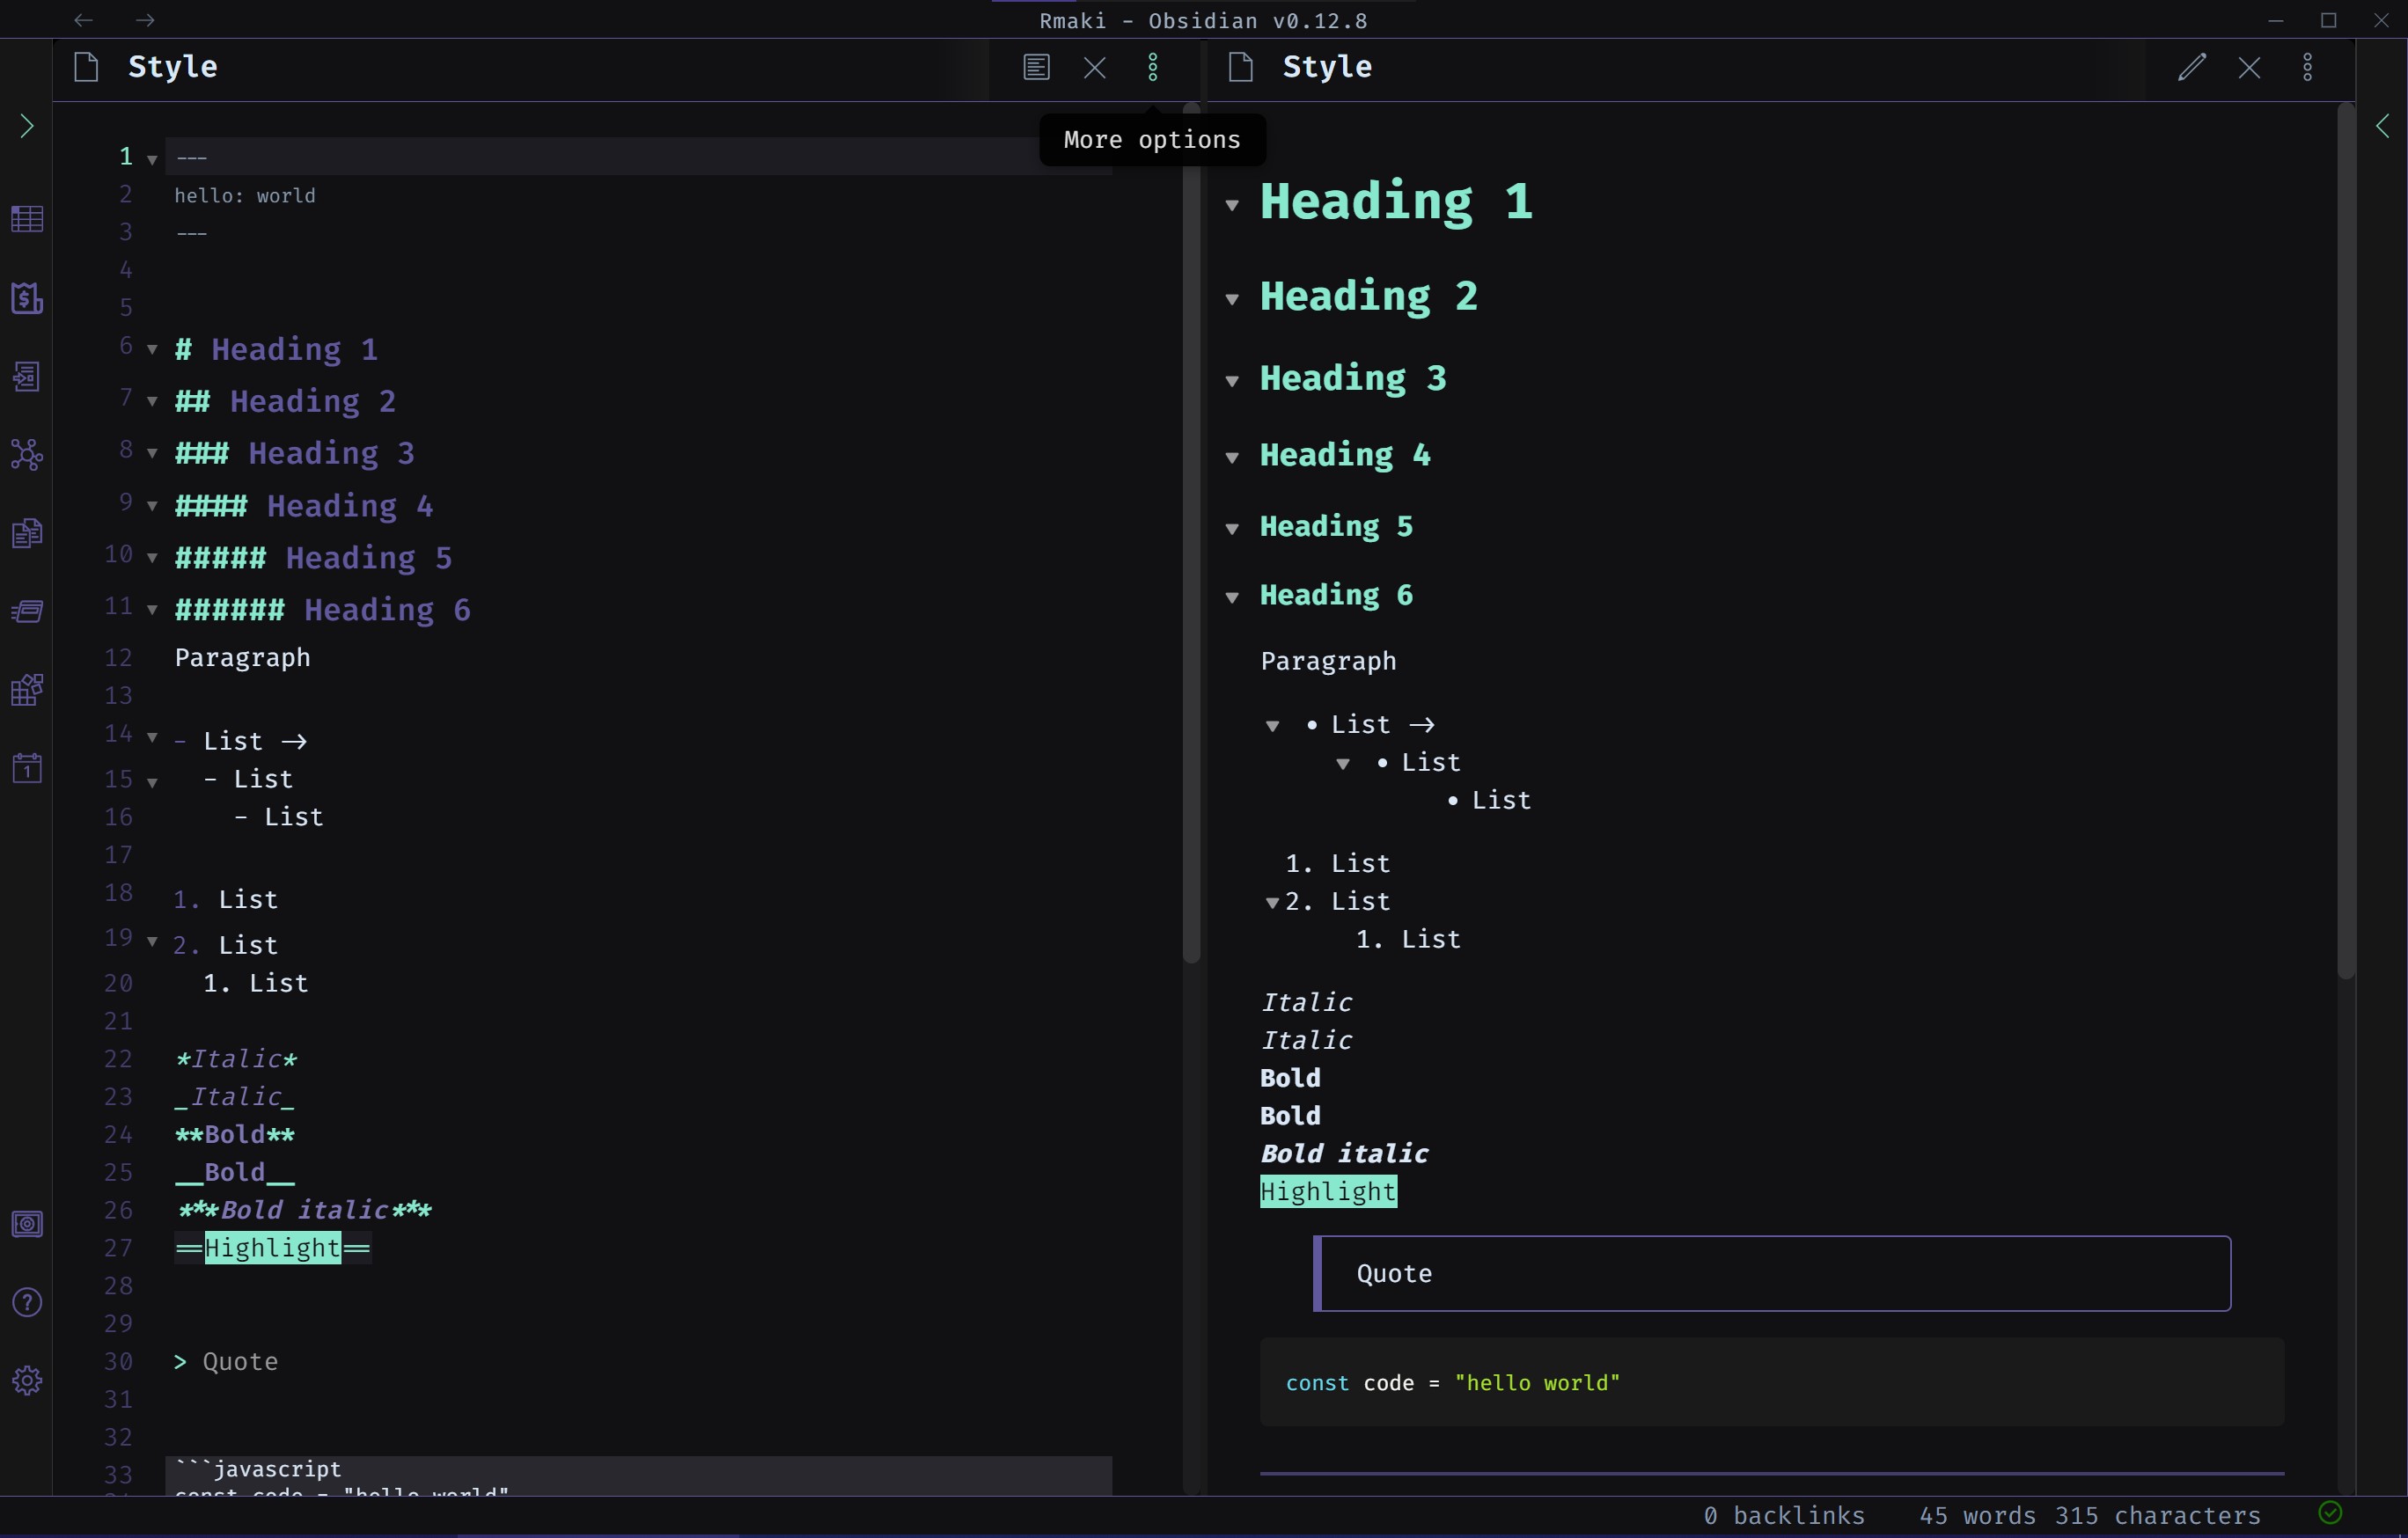 Rmaki - Obsidian v0.12.8
Style
More options
1 ---
2 hello: world
3 ---
4
5
6 # Heading 1
7 ## Heading 2
8 ### Heading 3
9 #### Heading 4
10 ##### Heading 5
11 ###### Heading 6
12 Paragraph
13
14 - List ->
15 - List
16 - List
17
18 1. List
19 2. List
20 1. List
21
22 *Italic*
23 _Italic_
24 **Bold**
25 __Bold__
26 ***Bold italic***
27 ==Highlight==
28
29
30 > Quote
31
32
33 ```javascript
const code = "hello world"
Style
Heading 1
Heading 2
Heading 3
Heading 4
Heading 5
Heading 6
Paragraph
• List ->
• List
• List
1. List
2. List
1. List
Italic
Italic
Bold
Bold
Bold italic
Highlight
Quote
const code = "hello world"
1
0 backlinks 45 words 315 characters